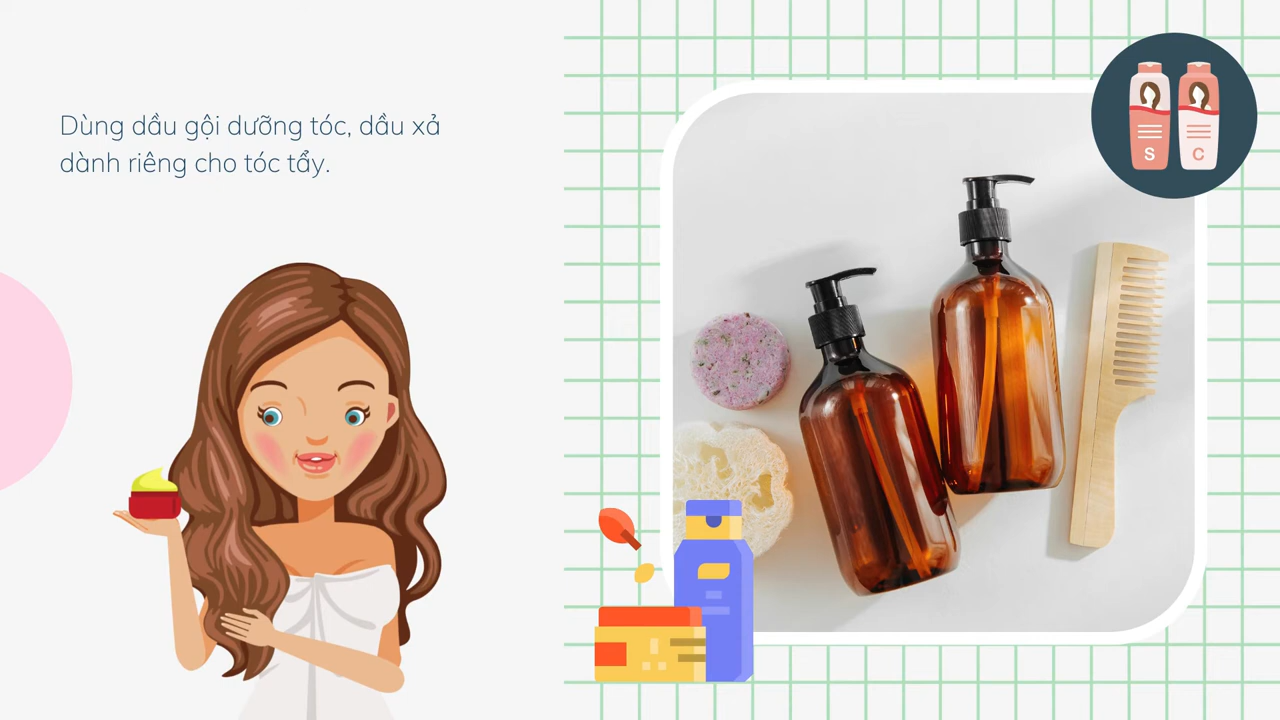 Dùng dầu gội dưỡng tóc, dầu xả
dành riêng cho tóc tẩy.
S
C